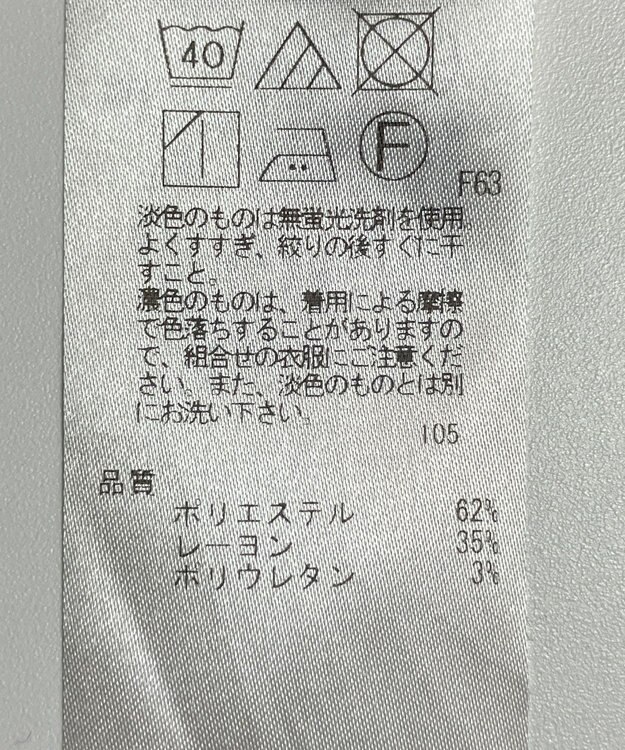 40
F
F63
淡色のものは無蛍光洗剤を使用。
よくすすぎ、絞りの後すぐに干
すこと。
濃色のものは、着用による摩擦
で色落ちすることがありますの
で、組合せの衣服にご注意くだ
さい。また、淡色のものとは別
にお洗い下さい。
105
品質
ポリエステル 62%
レーヨン 35%
ポリウレタン 3%